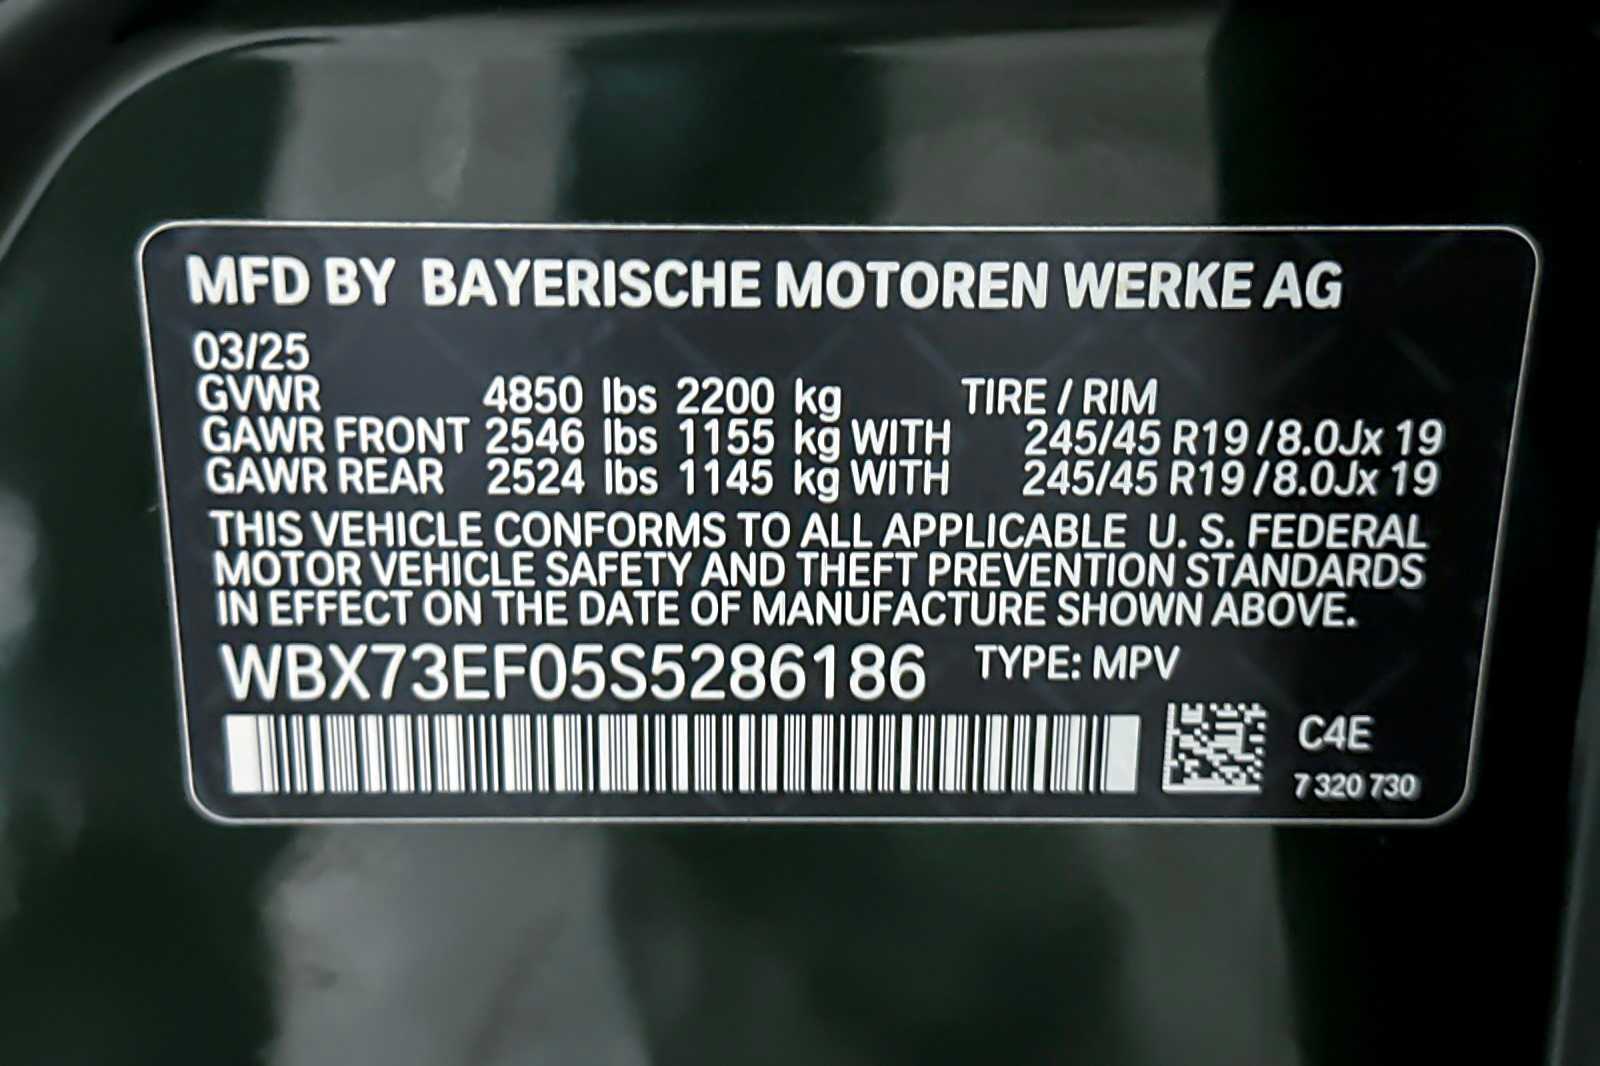 MFD BY BAYERISCHE MOTOREN WERKE AG
03/25
GVWR 4850 lbs 2200 kg TIRE / RIM
GAWR FRONT 2546 lbs 1155 kg WITH 245/45 R19 / 8.0Jx 19
GAWR REAR 2524 lbs 1145 kg WITH 245/45 R19 / 8.0Jx 19
THIS VEHICLE CONFORMS TO ALL APPLICABLE U. S. FEDERAL
MOTOR VEHICLE SAFETY AND THEFT PREVENTION STANDARDS
IN EFFECT ON THE DATE OF MANUFACTURE SHOWN ABOVE.
WBX73EF05S5286186 TYPE: MPV
C4E
7 320 730